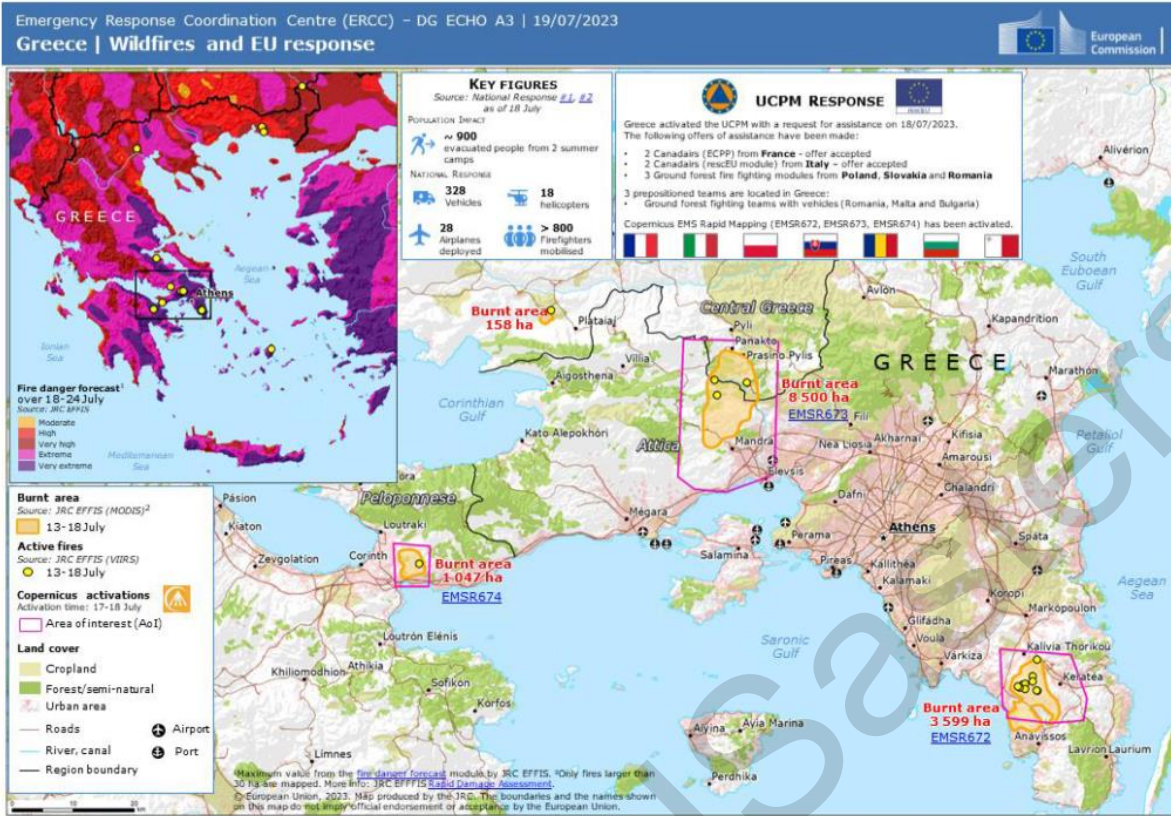 Emergency Response Coordination Centre (ERCC) – DG ECHO A3 | 19/07/2023
Greece | Wildfires and EU response
European
Commission
KEY FIGURES
Source: National Response #1, #2
as of 18 July
POPULATION IMPACT
~ 900
evacuated people from 2 summer
camps
NATIONAL RESPONSE
328
Vehicles
18
helicopters
28
Airplanes
deployed
> 800
Firefighters
mobilised
UCPM RESPONSE
Greece activated the UCPM with a request for assistance on 18/07/2023.
The following offers of assistance have been made:
• 2 Canadairs (ECPP) from France - offer accepted
• 2 Canadairs (rescEU module) from Italy – offer accepted
• 3 Ground forest fire fighting modules from Poland, Slovakia and Romania
3 prepositioned teams are located in Greece:
• Ground forest fighting teams with vehicles (Romania, Malta and Bulgaria)
Copernicus EMS Rapid Mapping (EMSR672, EMSR673, EMSR674) has been activated.
GREECE
Aegean
Sea
Athens
Ionian
Sea
Mediterranean
Sea
Fire danger forecast¹
over 18-24 July
Source: JRC EFFIS
Moderate
High
Very high
Extreme
Very extreme
Alivérion
South
Euboean
Gulf
Avlón
Kapandrítion
Marathón
Petalioí
Gulf
Burnt area
158 ha
Plataiaí
Central Greece
Pyli
Panakto
Prasino Pylis
Villia
Aigosthena
GREECE
Burnt area
8 500 ha
EMSR673
Corinthian
Gulf
Kato Alepokhori
Attica
Mandra
Elevsis
Fili
Nea Liosia
Akharnai
Kifisia
Amarousi
Chalandri
Dafni
Peloponnese
Loutraki
Pásion
Kiaton
Zevgolation
Corinth
Burnt area
1 047 ha
EMSR674
Mégara
Salamina
Perama
Pireas
Athens
Kallithéa
Kalamaki
Spáta
Koropi
Markopoulon
Glifádha
Voula
Várkiza
Kalivia Thorikoú
Keratéa
Aegean
Sea
Saronic
Gulf
Loutrón Elénis
Khiliomodhion
Athikia
Sofikon
Korfos
Limnes
Aíyina
Ayia Marina
Perdhika
Burnt area
3 599 ha
EMSR672
Anavissos
Lavrion Laurium
Burnt area
Source: JRC EFFIS (MODIS)²
13-18 July
Active fires
Source: JRC EFFIS (VIIRS)
13-18 July
Copernicus activations
Activation time: 17-18 July
Area of interest (AoI)
Land cover
Cropland
Forest/semi-natural
Urban area
Roads
Airport
River, canal
Port
Region boundary
¹Maximum value from the fire danger forecast module by JRC EFFIS. ²Only fires larger than
30 ha are mapped. More info: JRC EFFFIS Rapid Damage Assessment.
© European Union, 2023. Map produced by the JRC. The boundaries and the names shown
on this map do not imply official endorsement or acceptance by the European Union.